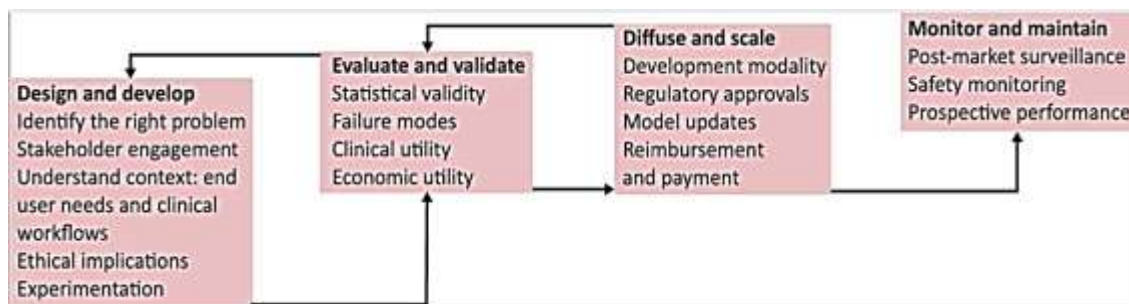 Design and develop
Identify the right problem
Stakeholder engagement
Understand context: end
user needs and clinical
workflows
Ethical implications
Experimentation
Evaluate and validate
Statistical validity
Failure modes
Clinical utility
Economic utility
Diffuse and scale
Development modality
Regulatory approvals
Model updates
Reimbursement
and payment
Monitor and maintain
Post-market surveillance
Safety monitoring
Prospective performance